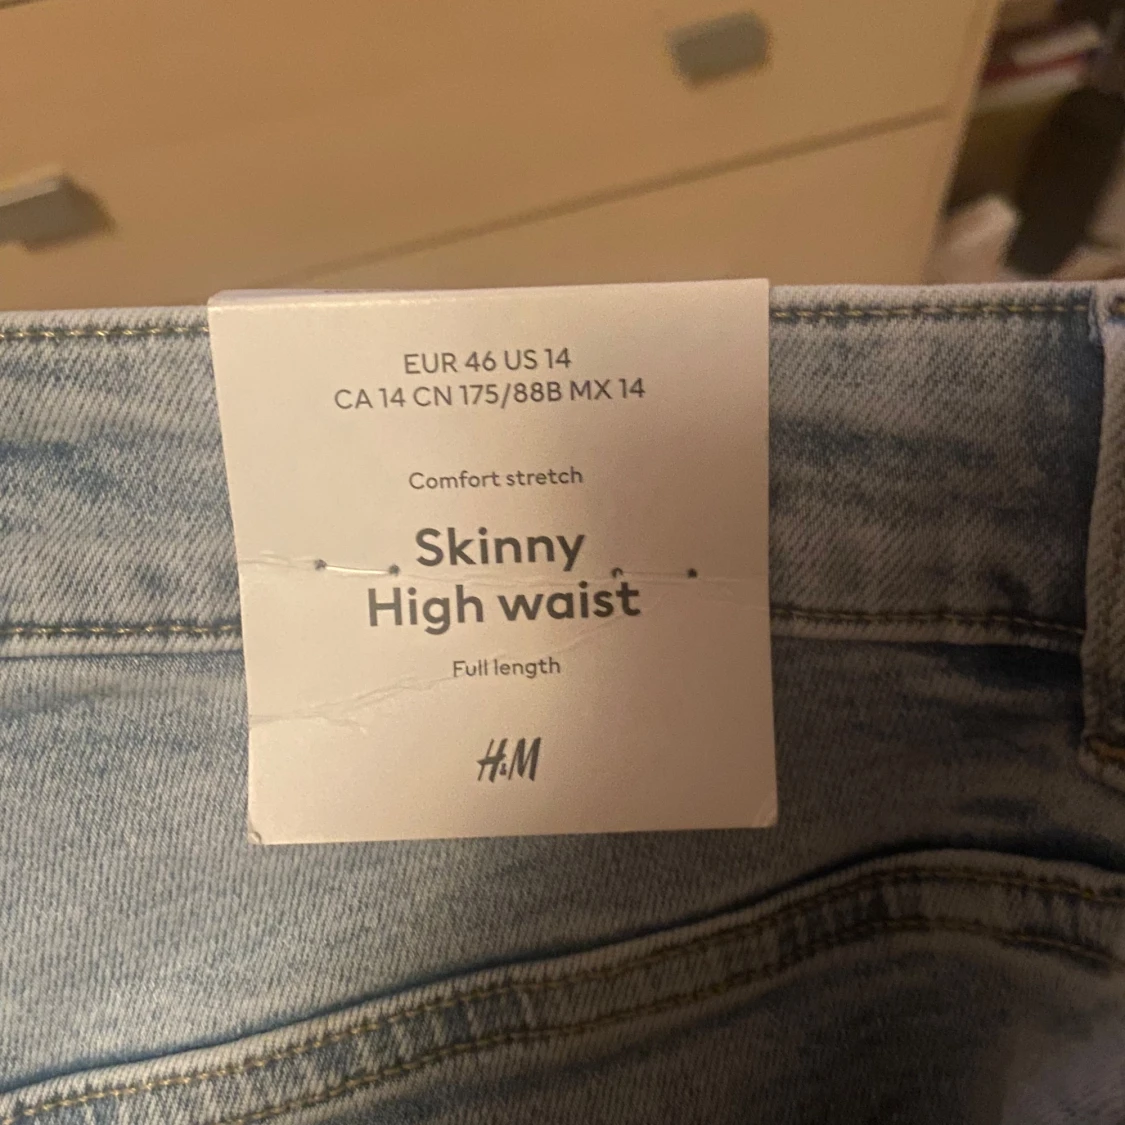 EUR 46 US 14
CA 14 CN 175/88B MX 14
Comfort stretch
Skinny
High waist
Full length
H&M